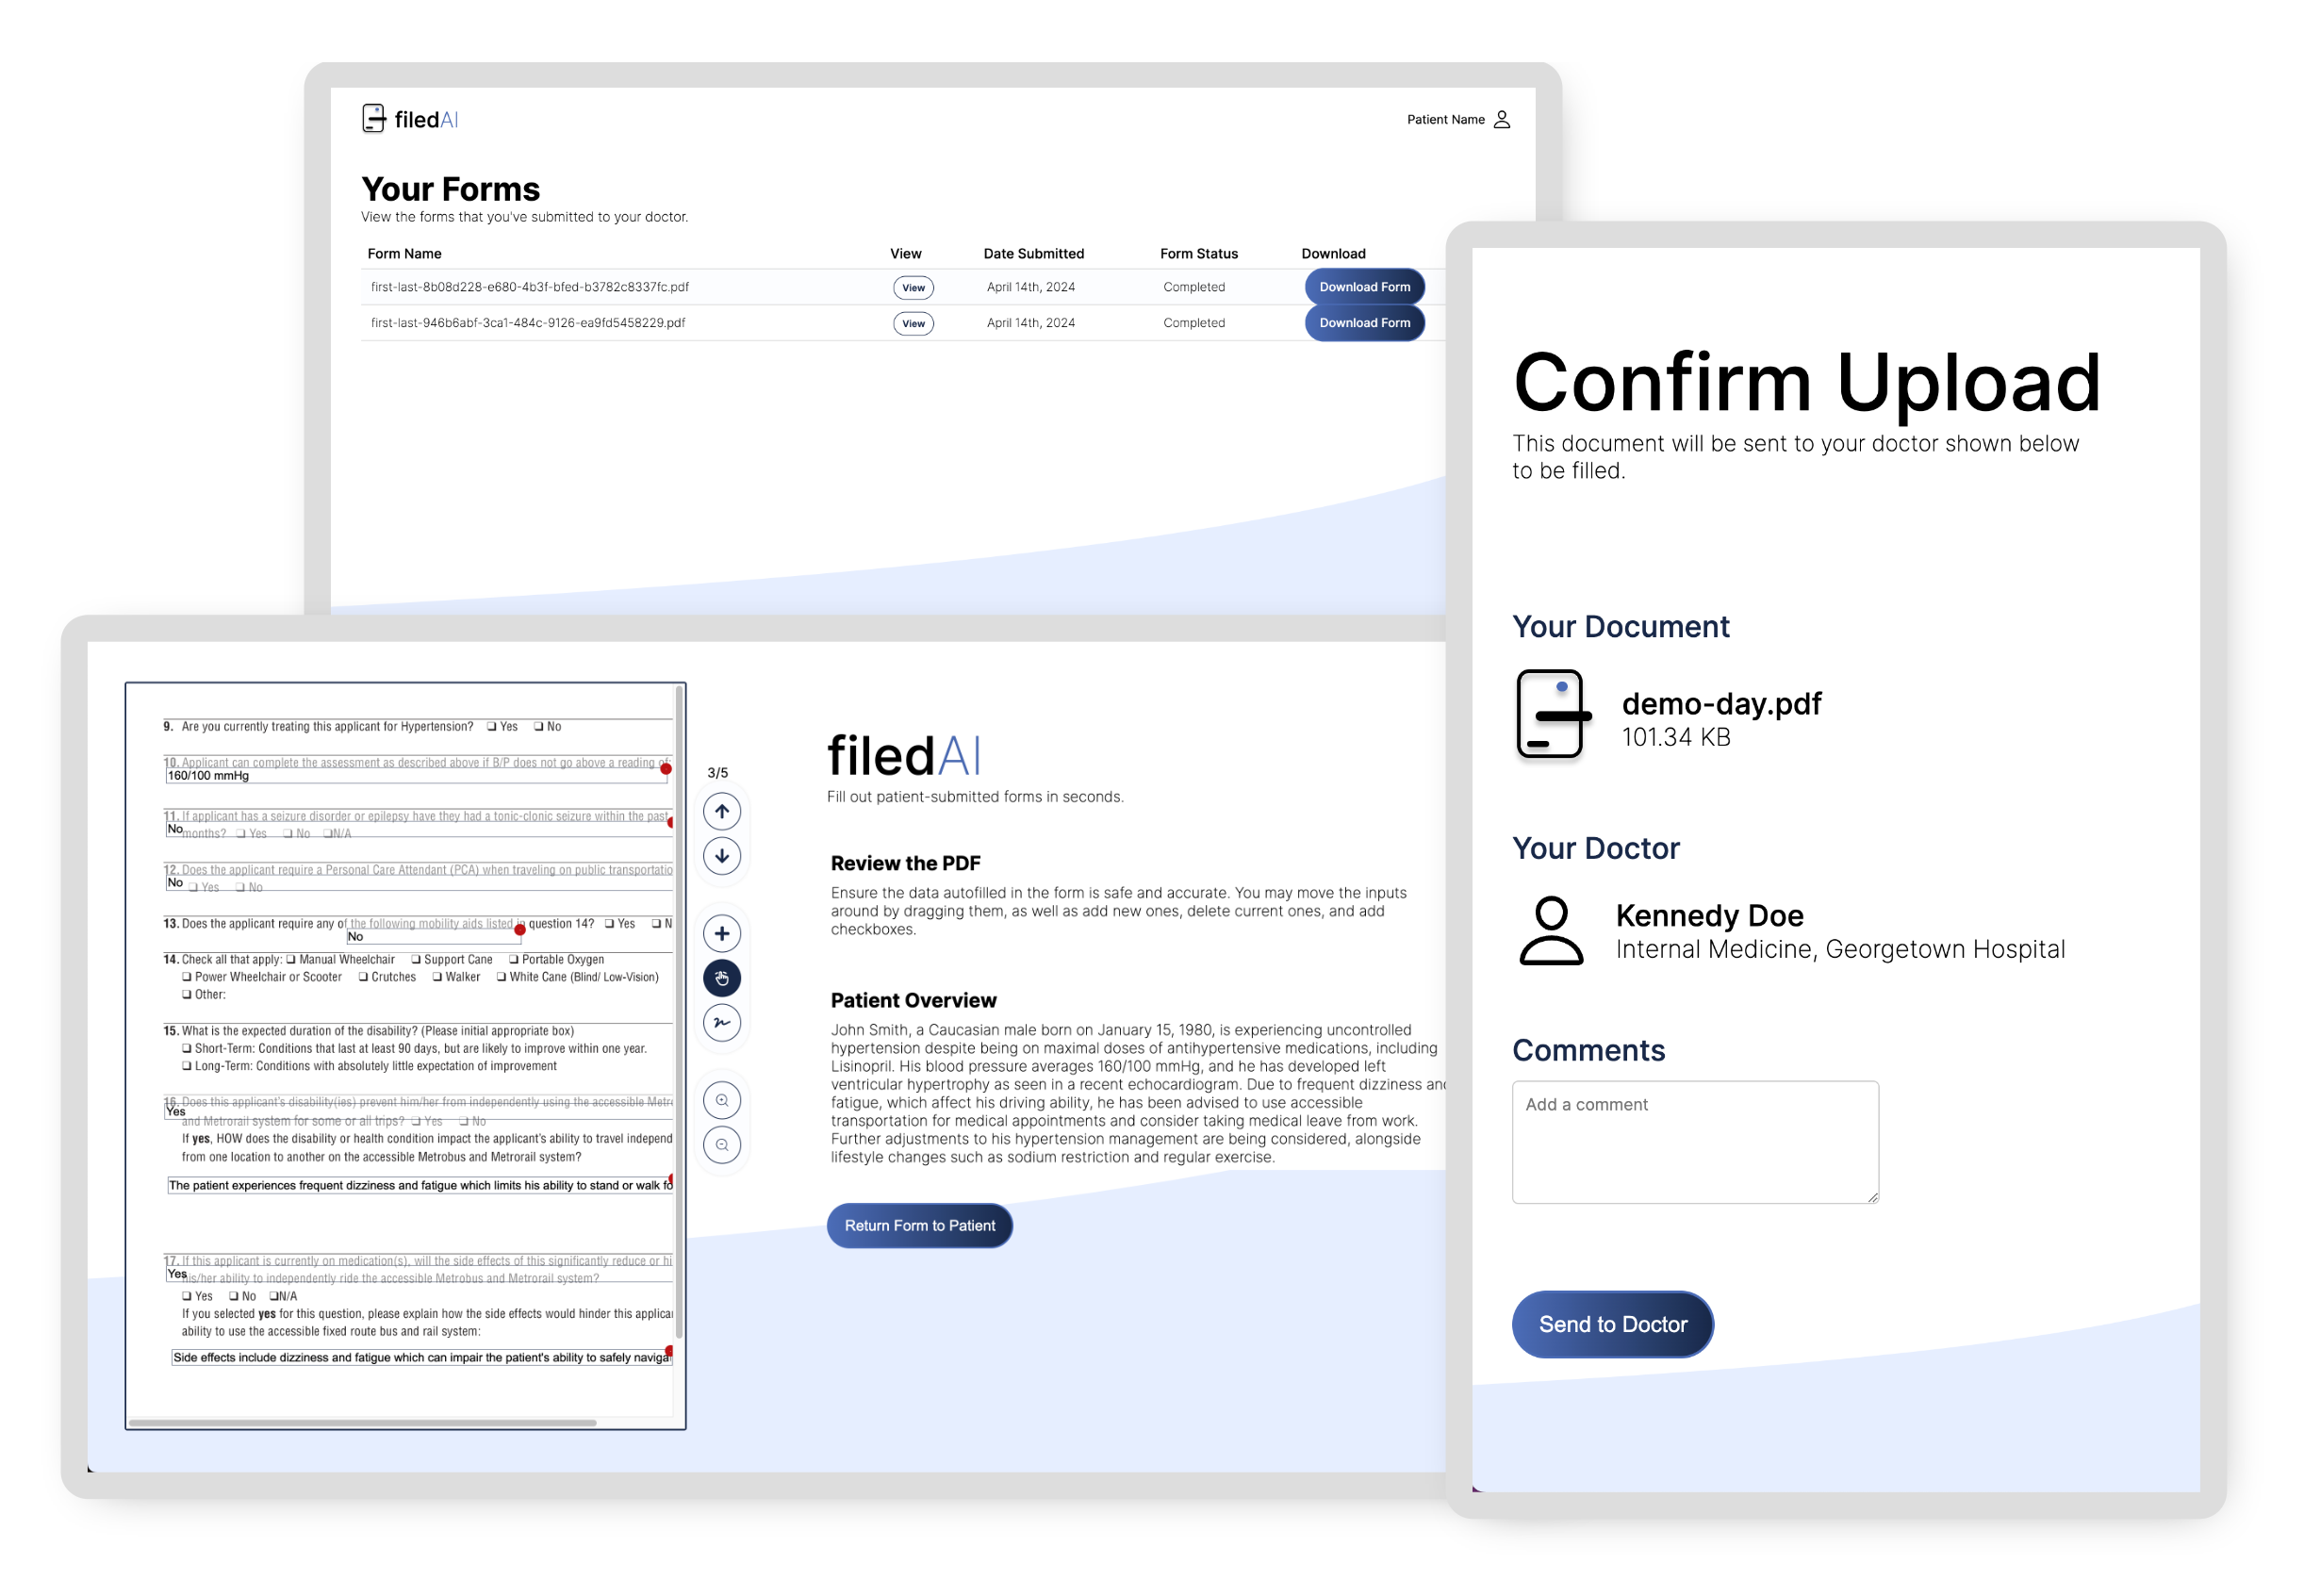 filedAI
Patient Name
Your Forms
View the forms that you've submitted to your doctor.
Form Name View Date Submitted Form Status Download
first-last-8b08d228-e680-4b3f-bfed-b3782c8337fc.pdf View April 14th, 2024 Completed Download Form
first-last-946b6abf-3ca1-484c-9126-ea9fd5458229.pdf View April 14th, 2024 Completed Download Form
9. Are you currently treating this applicant for Hypertension? ❑ Yes ❑ No
10. Applicant can complete the assessment as described above if B/P does not go above a reading of:
160/100 mmHg
11. If applicant has a seizure disorder or epilepsy have they had a tonic-clonic seizure within the past
No
months? ❑ Yes ❑ No ❑N/A
12. Does the applicant require a Personal Care Attendant (PCA) when traveling on public transportatio
No
❑ Yes ❑ No
13. Does the applicant require any of the following mobility aids listed in question 14? ❑ Yes ❑ N
No
14. Check all that apply: ❑ Manual Wheelchair ❑ Support Cane ❑ Portable Oxygen
❑ Power Wheelchair or Scooter ❑ Crutches ❑ Walker ❑ White Cane (Blind/ Low-Vision)
❑ Other:
15. What is the expected duration of the disability? (Please initial appropriate box)
❑ Short-Term: Conditions that last at least 90 days, but are likely to improve within one year.
❑ Long-Term: Conditions with absolutely little expectation of improvement
16. Does this applicant's disability(ies) prevent him/her from independently using the accessible Metr
Yes
and Metrorail system for some or all trips? ❑ Yes ❑ No
If yes, HOW does the disability or health condition impact the applicant's ability to travel independ
from one location to another on the accessible Metrobus and Metrorail system?
The patient experiences frequent dizziness and fatigue which limits his ability to stand or walk fo
17. If this applicant is currently on medication(s), will the side effects of this significantly reduce or hi
Yes
his/her ability to independently ride the accessible Metrobus and Metrorail system?
❑ Yes ❑ No ❑N/A
If you selected yes for this question, please explain how the side effects would hinder this applica
ability to use the accessible fixed route bus and rail system:
Side effects include dizziness and fatigue which can impair the patient's ability to safely naviga
3/5
filedAI
Fill out patient-submitted forms in seconds.
Review the PDF
Ensure the data autofilled in the form is safe and accurate. You may move the inputs
around by dragging them, as well as add new ones, delete current ones, and add
checkboxes.
Patient Overview
John Smith, a Caucasian male born on January 15, 1980, is experiencing uncontrolled
hypertension despite being on maximal doses of antihypertensive medications, including
Lisinopril. His blood pressure averages 160/100 mmHg, and he has developed left
ventricular hypertrophy as seen in a recent echocardiogram. Due to frequent dizziness and
fatigue, which affect his driving ability, he has been advised to use accessible
transportation for medical appointments and consider taking medical leave from work.
Further adjustments to his hypertension management are being considered, alongside
lifestyle changes such as sodium restriction and regular exercise.
Return Form to Patient
Confirm Upload
This document will be sent to your doctor shown below
to be filled.
Your Document
demo-day.pdf
101.34 KB
Your Doctor
Kennedy Doe
Internal Medicine, Georgetown Hospital
Comments
Add a comment
Send to Doctor